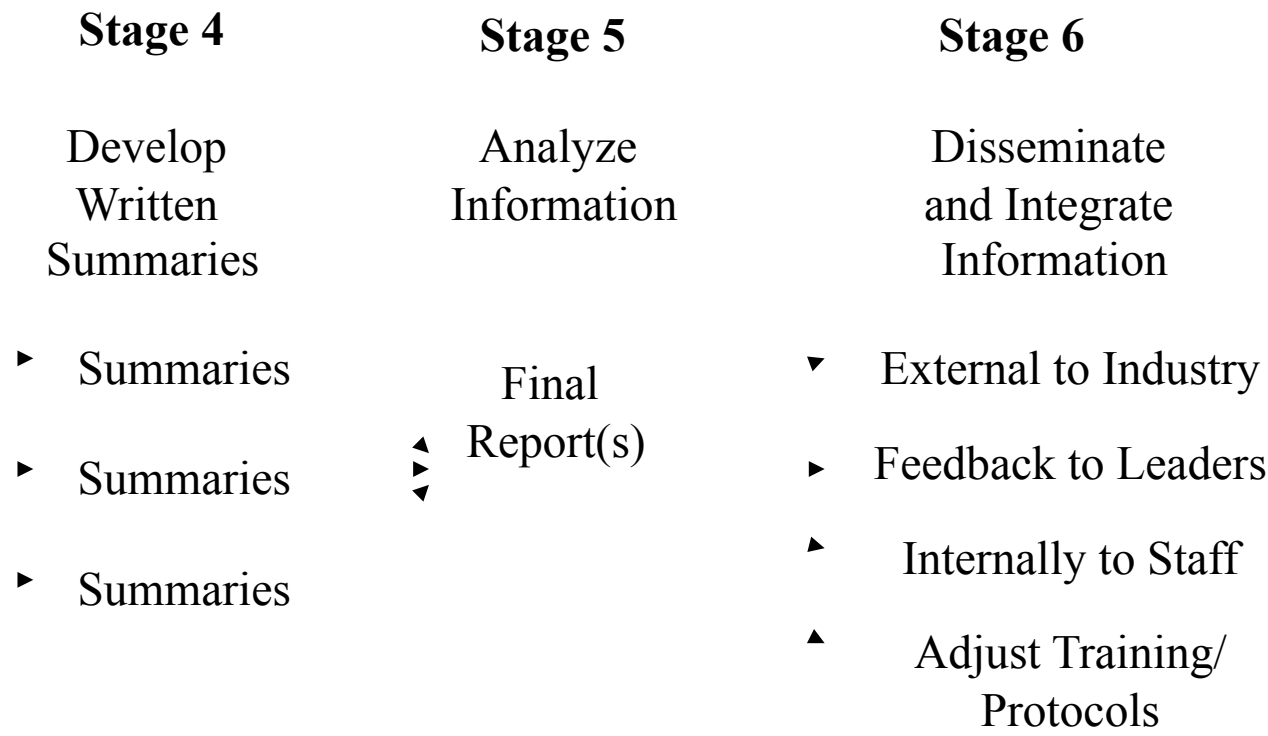 Stage 4
Stage 5
Stage 6
Develop
Written
Summaries
Analyze
Information
Disseminate
and Integrate
Information
Summaries
Summaries
Summaries
Final
Report(s)
External to Industry
Feedback to Leaders
Internally to Staff
Adjust Training/
Protocols